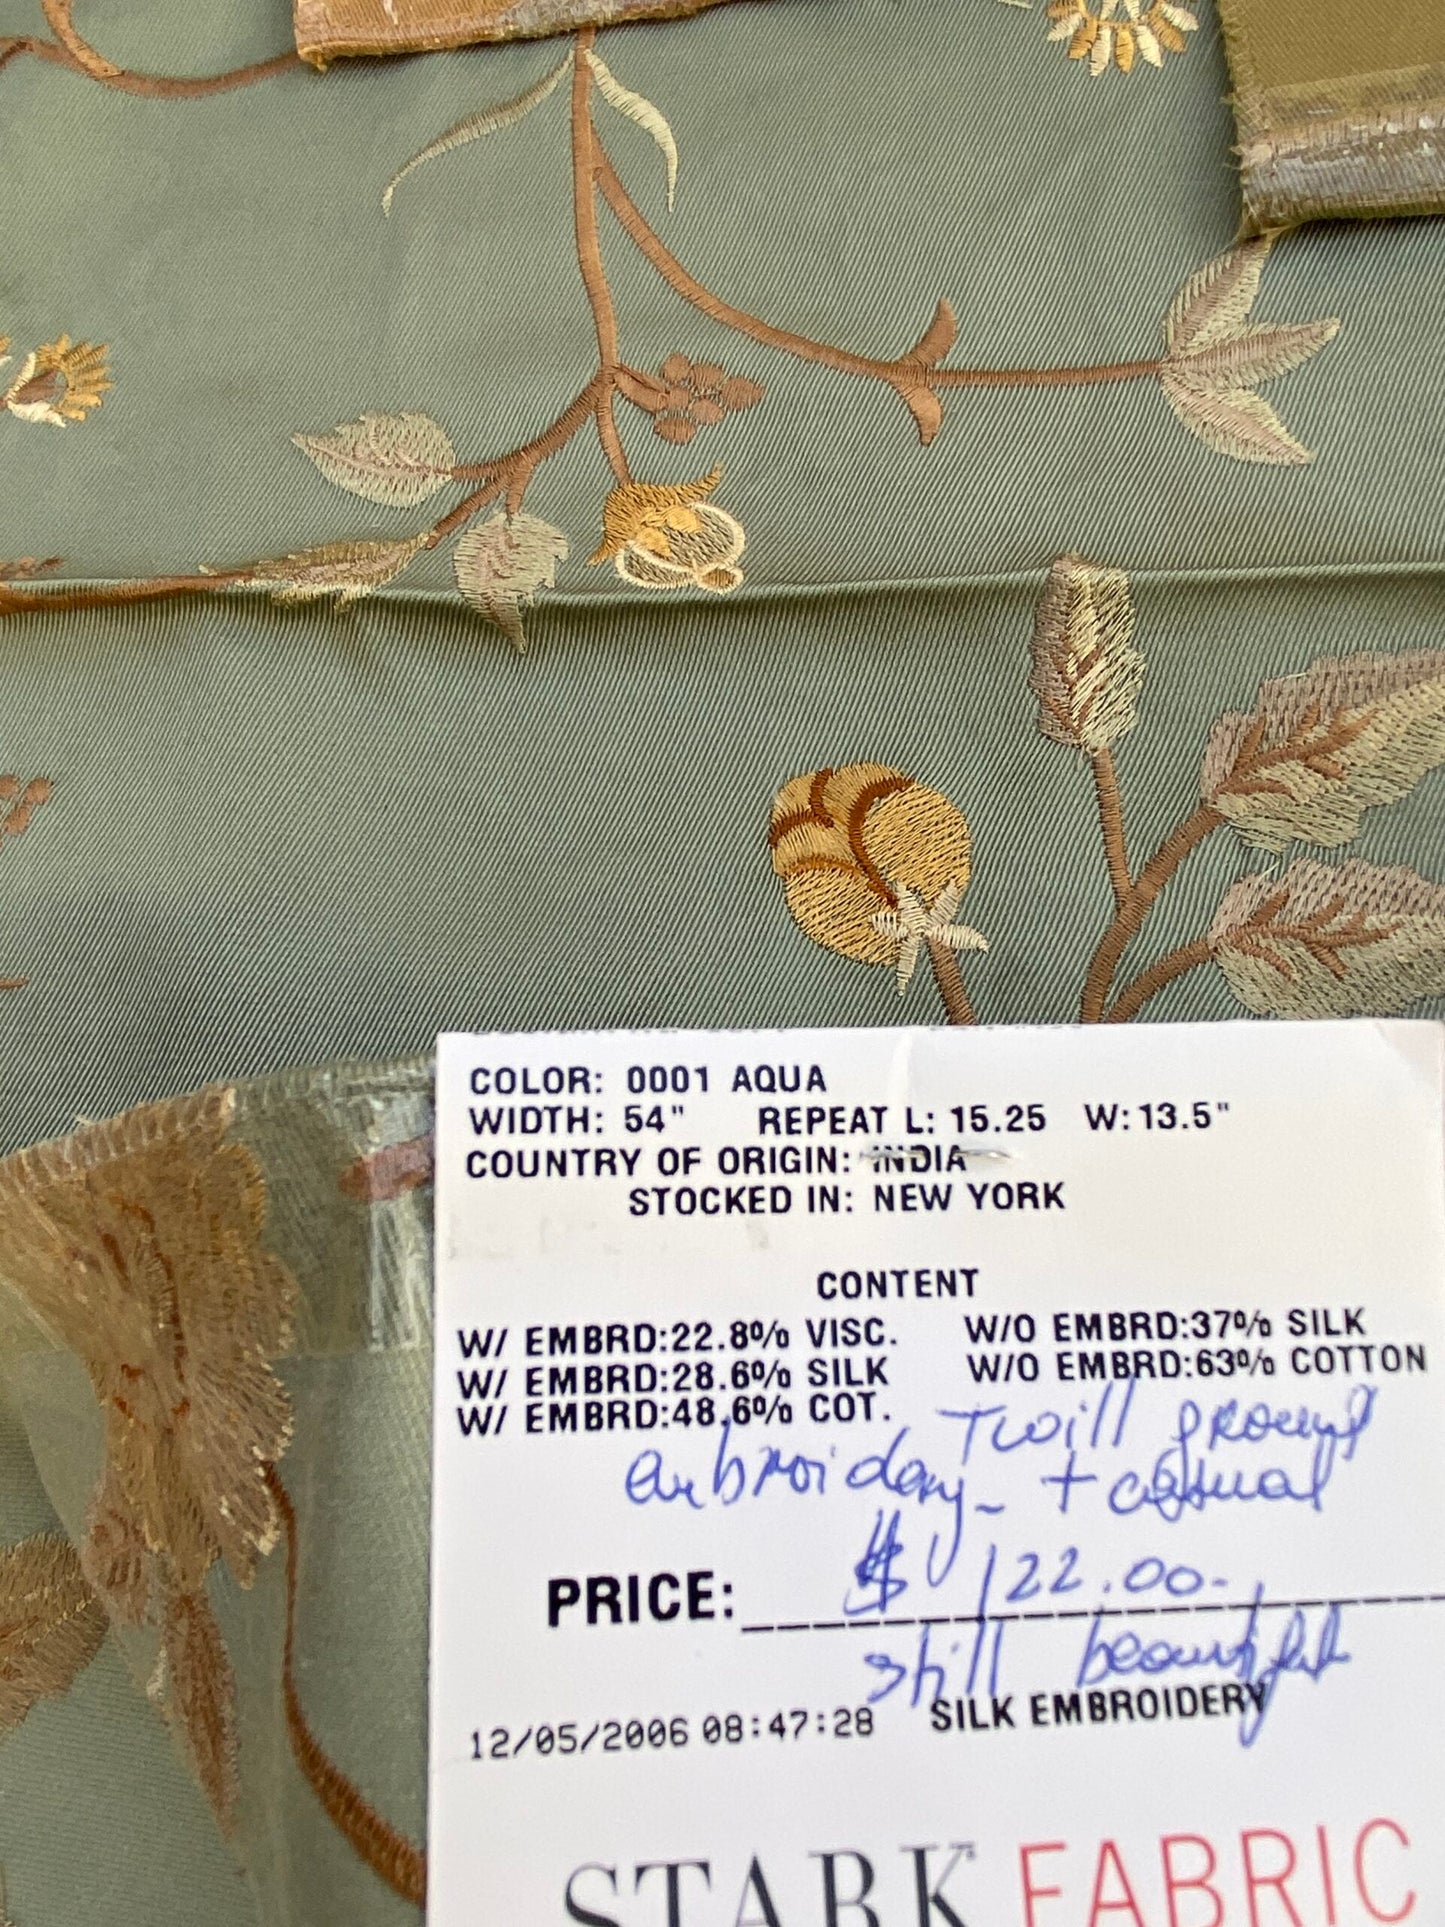 COLOR: 0001 AQUA
WIDTH: 54" REPEAT L: 15.25 W:13.5"
COUNTRY OF ORIGIN: INDIA
STOCKED IN: NEW YORK
CONTENT
W/ EMBRD:22.8% VISC. W/O EMBRD:37% SILK
W/ EMBRD:28.6% SILK W/O EMBRD:63% COTTON
W/ EMBRD:48.6% COT.
Twill ground
embroidery - + casual
PRICE: $ 122.00-
still beautiful
12/05/2006 08:47:28 SILK EMBROIDERY
STARK FABRIC